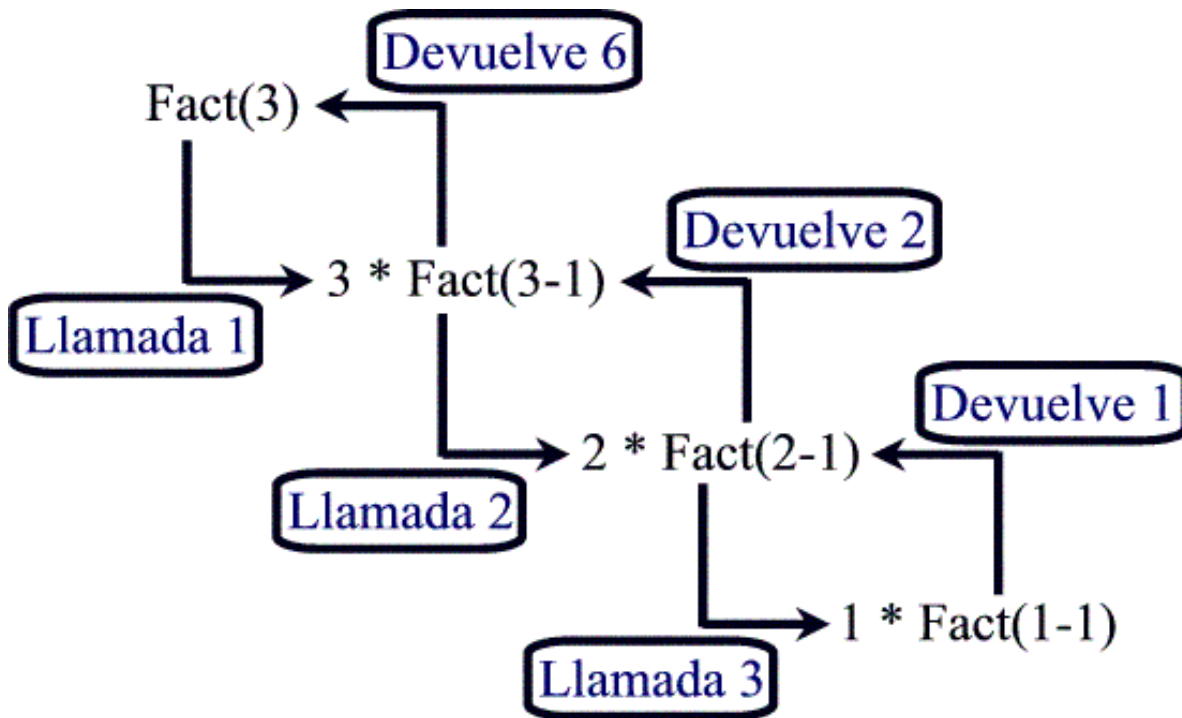 Devuelve 6
Fact(3)
Devuelve 2
3 * Fact(3-1)
Llamada 1
Devuelve 1
2 * Fact(2-1)
Llamada 2
1 * Fact(1-1)
Llamada 3